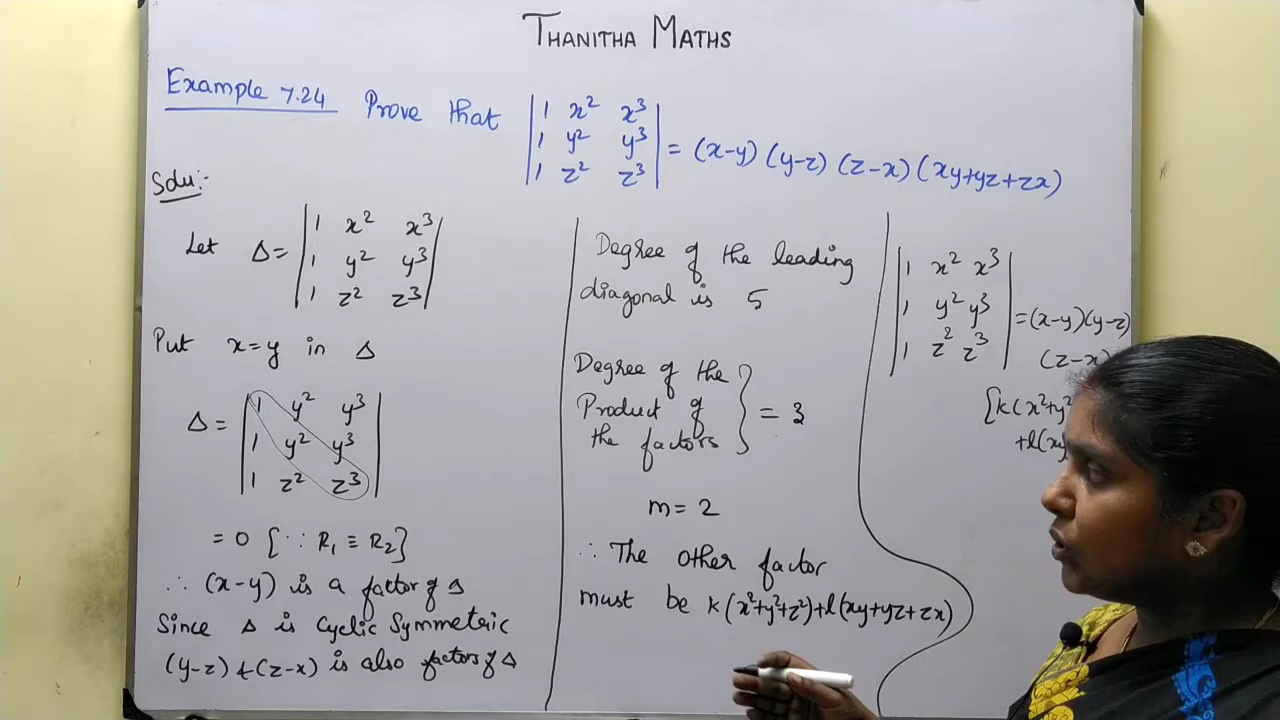 THANITHA MATHS
Example 7.24 Prove that | 1 x² x³ |
| 1 y² y³ | = (x-y) (y-z) (z-x) (xy+yz+zx)
| 1 z² z³ |
Solu:-
Let Δ = | 1 x² x³ |
| 1 y² y³ |
| 1 z² z³ |
Put x=y in Δ
Δ = | 1 y² y³ |
| 1 y² y³ |
| 1 z² z³ |
= 0 {∵ R₁ ≡ R₂}
∴ (x-y) is a factor of Δ
Since Δ is Cyclic Symmetric
(y-z) & (z-x) is also factors of Δ
Degree of the leading
diagonal is 5
Degree of the
Product of
the factors } = 3
m = 2
∴ The other factor
must be k(x²+y²+z²)+l(xy+yz+zx)
| 1 x² x³ |
| 1 y² y³ | = (x-y)(y-z)
| 1 z² z³ |
(z-x)
{k(x²+y²
+l(xy